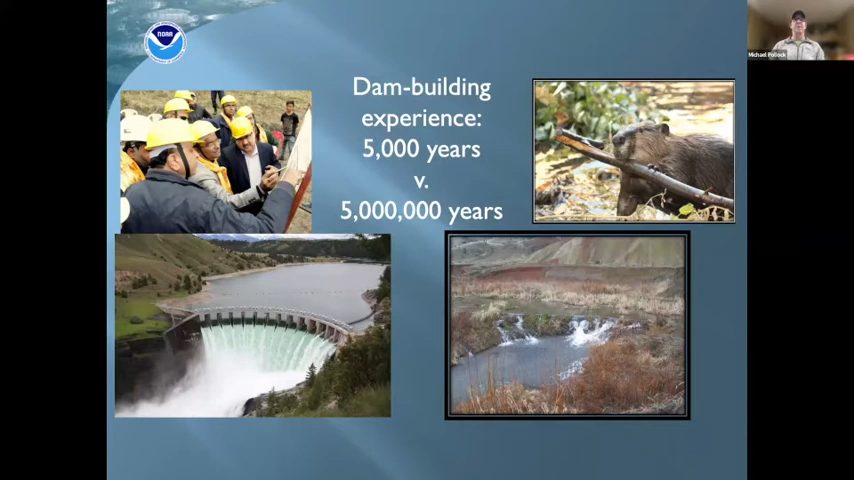 NOAA
Michael Pollock
Dam-building
experience:
5,000 years
v.
5,000,000 years